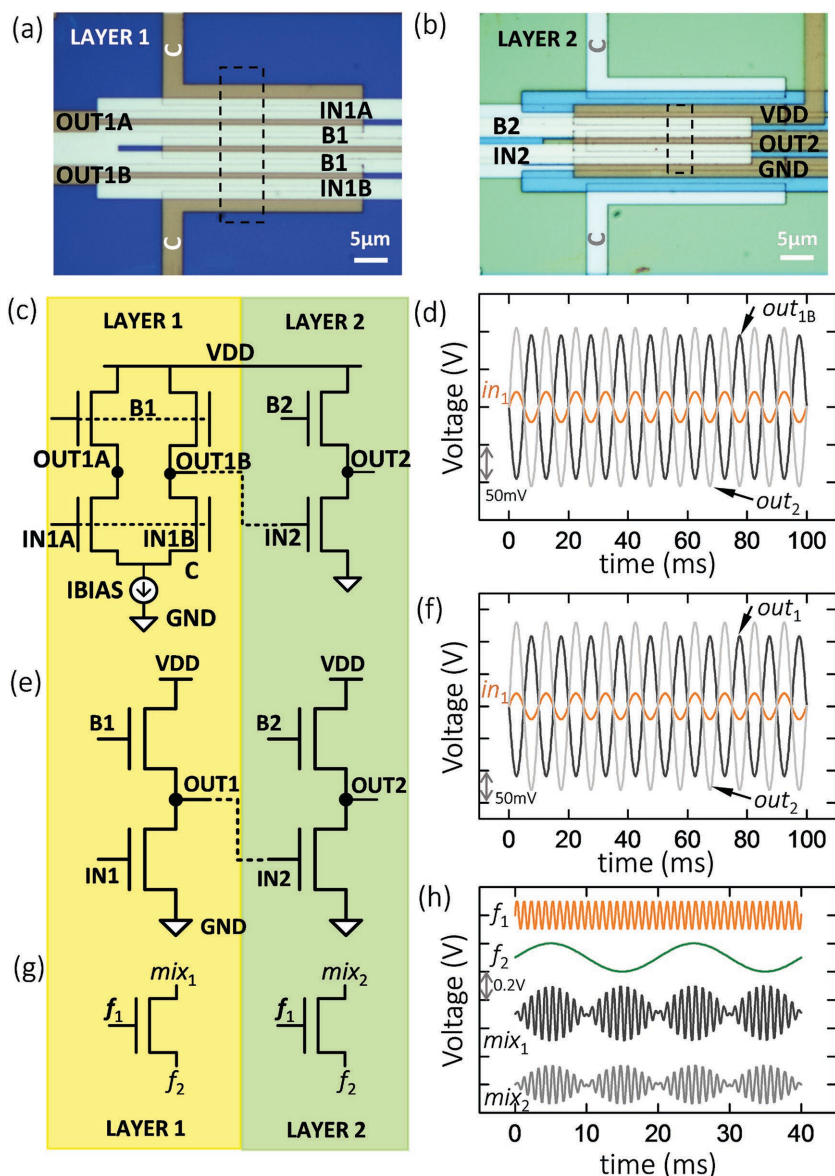 (a)
LAYER 1
C
OUT1A
IN1A
B1
B1
OUT1B
IN1B
C
5µm
(b)
LAYER 2
C
VDD
B2
OUT2
IN2
GND
C
5µm
(c)
LAYER 1
LAYER 2
VDD
B1
B2
OUT1A
OUT1B
OUT2
IN1A
IN1B
IN2
C
IBIAS
GND
(d)
Voltage (V)
out1B
in1
50mV
out2
0 20 40 60 80 100
time (ms)
(e)
VDD
VDD
B1
B2
OUT1
OUT2
IN1
IN2
GND
(f)
Voltage (V)
out1
in1
50mV
out2
0 20 40 60 80 100
time (ms)
(g)
mix1
mix2
f1
f1
f2
f2
LAYER 1
LAYER 2
(h)
Voltage (V)
f1
f2
0.2V
mix1
mix2
0 10 20 30 40
time (ms)